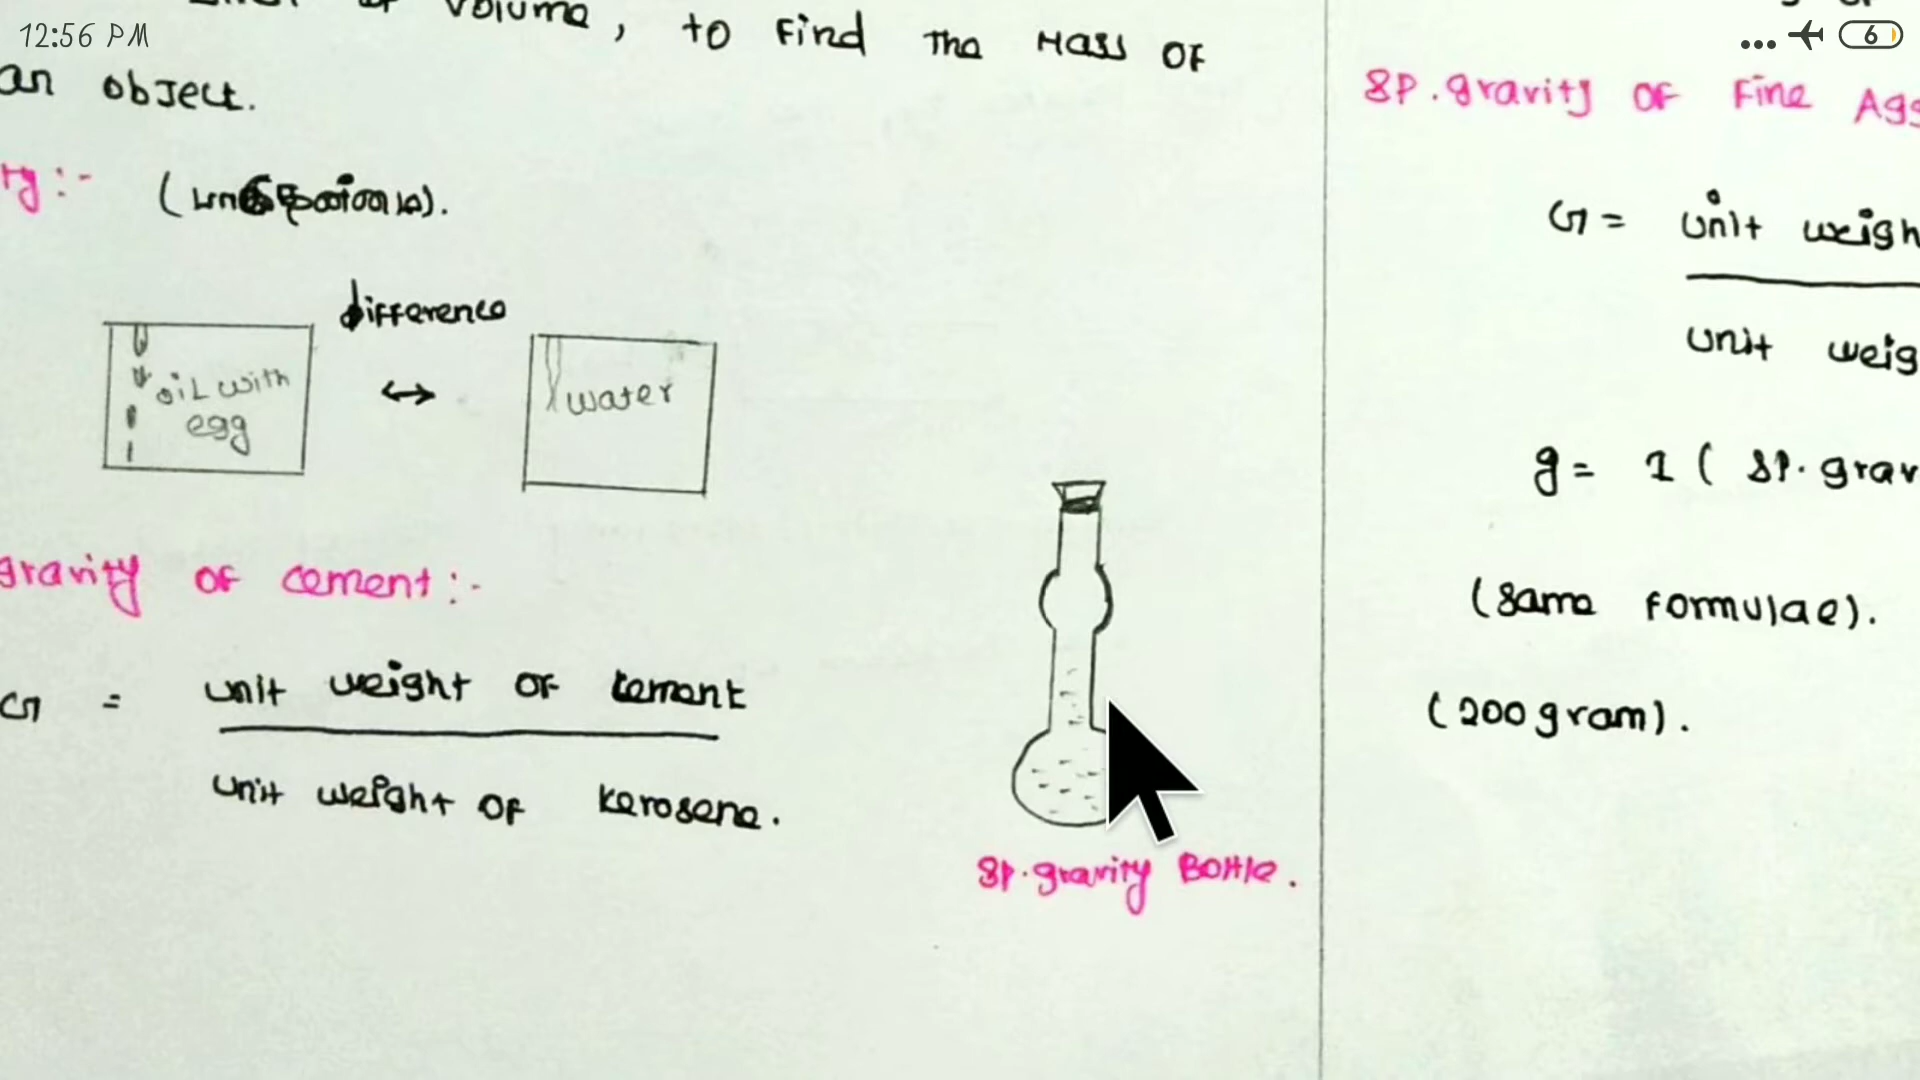 12:56 PM
6
volume, to Find The Mass OF
an object.
difference
oil with
egg
water
gravity OF cement:-
G = unit weight OF cement
unit weight OF kerosene.
Sp.gravity Bottle.
SP.gravity OF Fine Agg
G = unit weigh
unit weig
g = 1 ( SP. grav
(Same Formulae).
(200 gram).